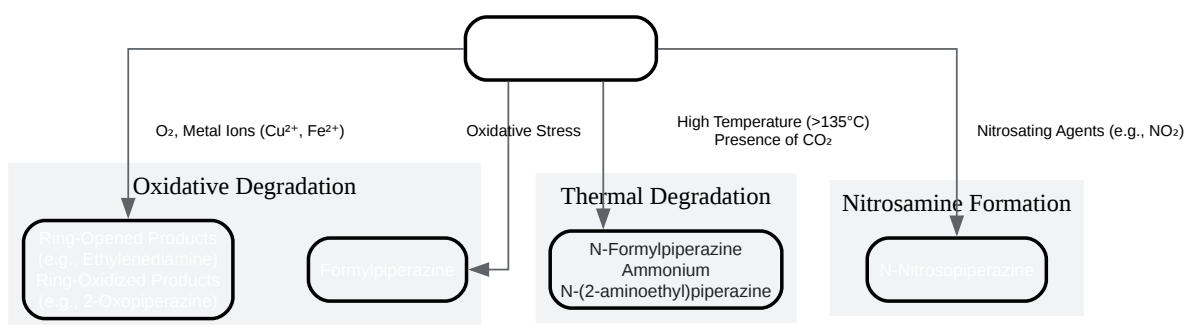 O₂, Metal Ions (Cu²⁺, Fe²⁺)
Oxidative Stress
High Temperature (>135°C)
Presence of CO₂
Nitrosating Agents (e.g., NO₂)
Oxidative Degradation
Ring-Opened Products
(e.g., Ethylenediamine)
Ring-Oxidized Products
(e.g., 2-Oxopiperazine)
Formylpiperazine
Thermal Degradation
N-Formylpiperazine
Ammonium
N-(2-aminoethyl)piperazine
Nitrosamine Formation
N-Nitrosopiperazine